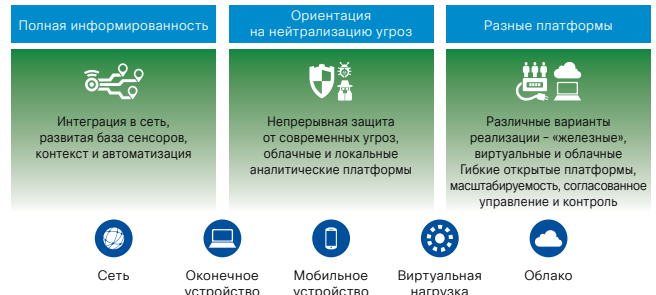 Полная информированность
Ориентация
на нейтрализацию угроз
Разные платформы
Интеграция в сеть,
развитая база сенсоров,
контекст и автоматизация
Непрерывная защита
от современных угроз,
облачные и локальные
аналитические платформы
Различные варианты
реализации – «железные»,
виртуальные и облачные
Гибкие открытые платформы,
масштабируемость, согласованное
управление и контроль
Сеть
Оконечное
устройство
Мобильное
устройство
Виртуальная
нагрузка
Облако